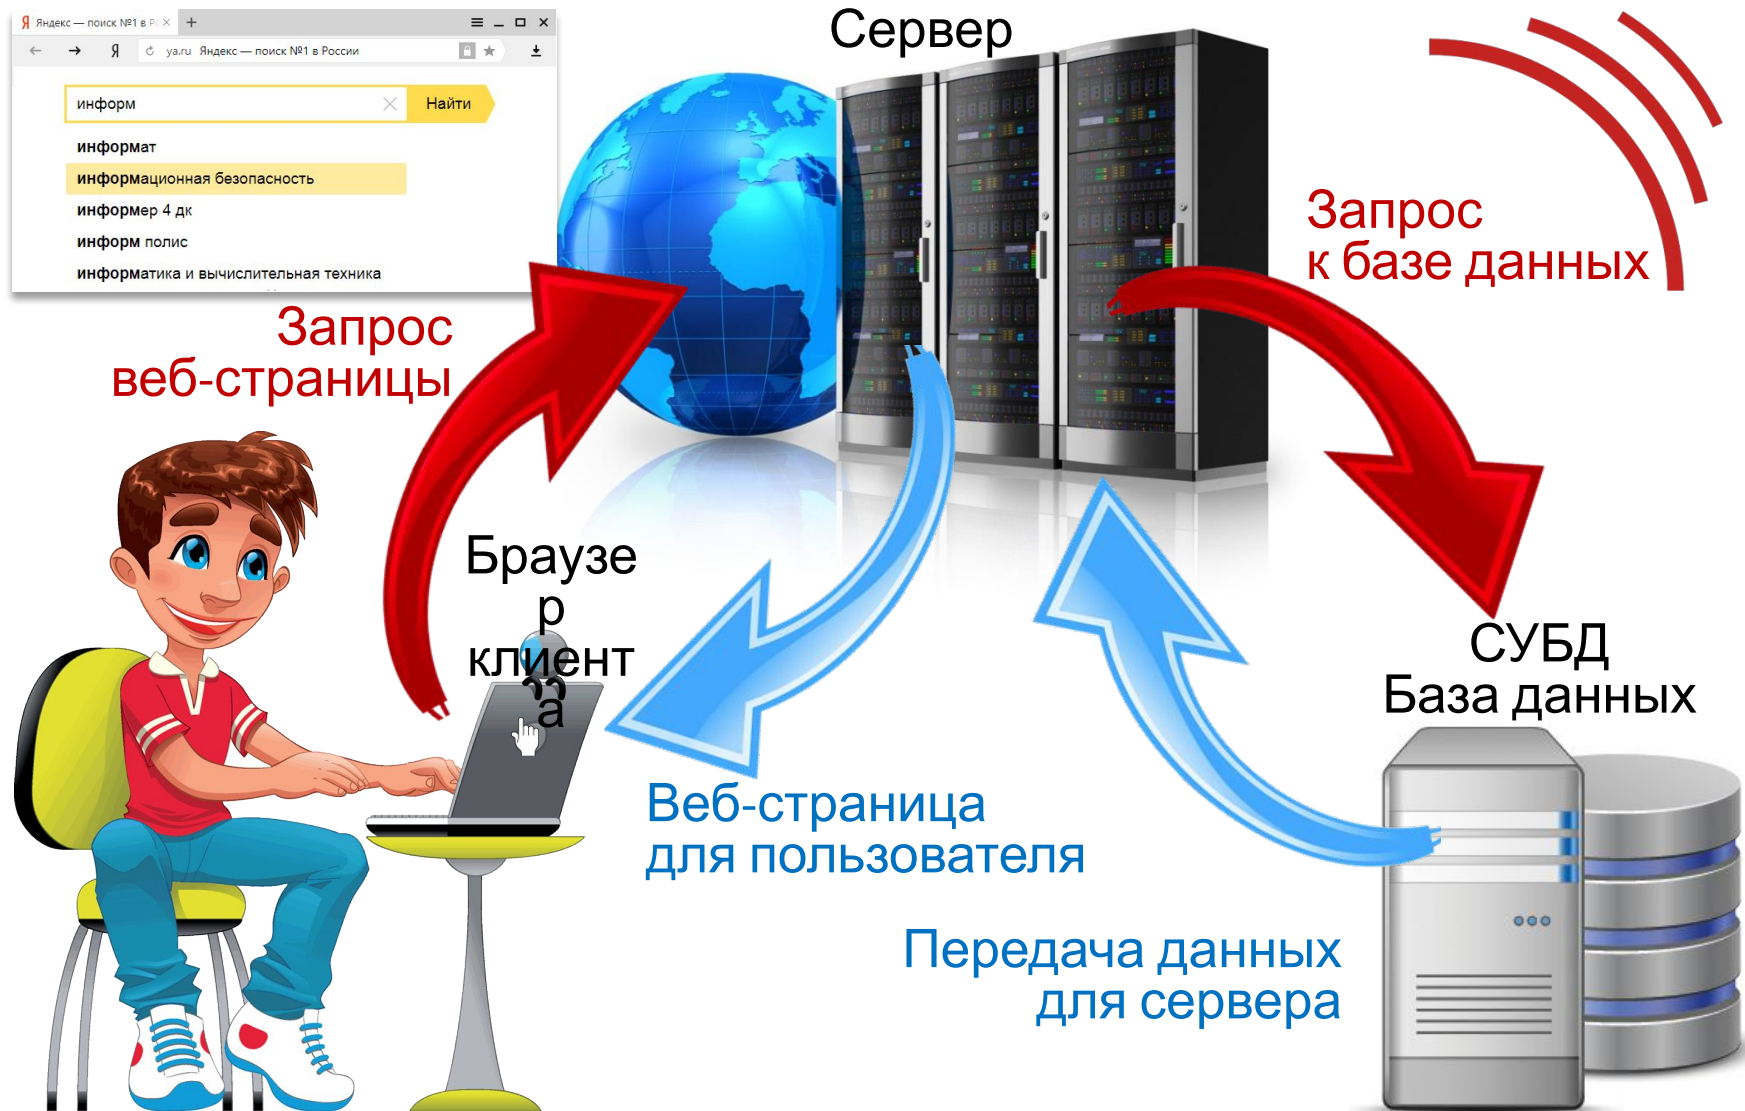 Яндекс — поиск №1 в Р
ya.ru Яндекс — поиск №1 в России
информ
Найти
информат
информационная безопасность
информер 4 дк
информ полис
информатика и вычислительная техника
Сервер
Запрос
к базе данных
Запрос
веб-страницы
Браузе
р
клиент
а
СУБД
База данных
Веб-страница
для пользователя
Передача данных
для сервера